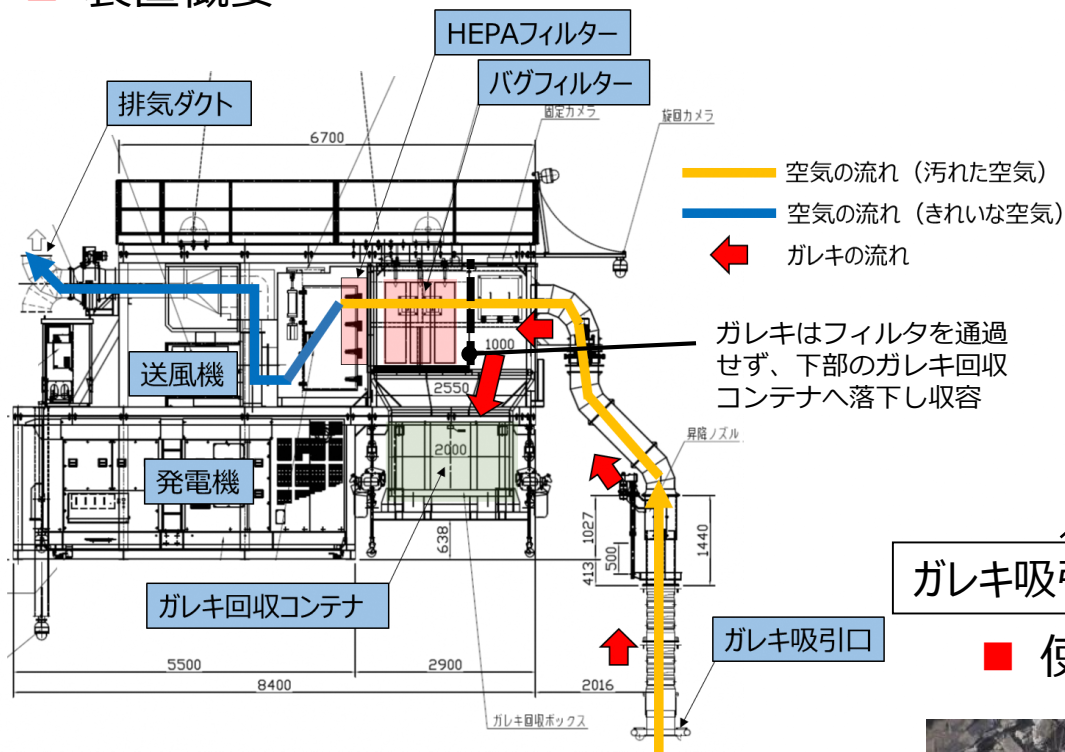 HEPAフィルター
バグフィルター
排気ダクト
固定カメラ
旋回カメラ
6700
空気の流れ（汚れた空気）
空気の流れ（きれいな空気）
ガレキの流れ
1000
ガレキはフィルタを通過
せず、下部のガレキ回収
コンテナへ落下し収容
送風機
2550
昇降ノズル
2000
発電機
638
1027
413
500
1440
ガレキ回収コンテナ
ガレキ吸引口
5500
2900
8400
2016
ガレキ回収ボックス
ガレキ吸